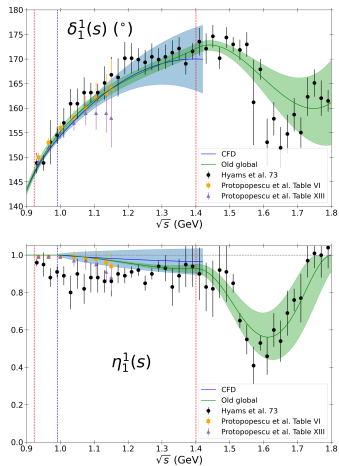 δ₁¹(s) (°)
180
175
170
165
160
155
150
145
140
CFD
Old global
Hyams et al. 73
Protopopescu et al. Table VI
Protopopescu et al. Table XIII
0.9 1.0 1.1 1.2 1.3 1.4 1.5 1.6 1.7 1.8
√s (GeV)
1.0
0.8
0.6
0.4
0.2
0.0
η₁¹(s)
CFD
Old global
Hyams et al. 73
Protopopescu et al. Table VI
Protopopescu et al. Table XIII
0.9 1.0 1.1 1.2 1.3 1.4 1.5 1.6 1.7 1.8
√s (GeV)